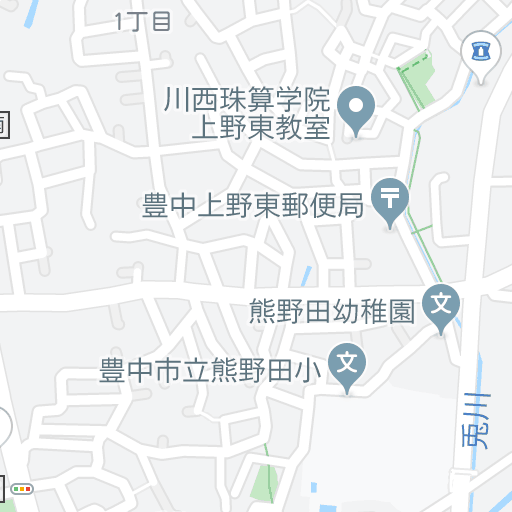 1丁目
川西珠算学院
上野東教室
豊中上野東郵便局
熊野田幼稚園
豊中市立熊野田小
兎川